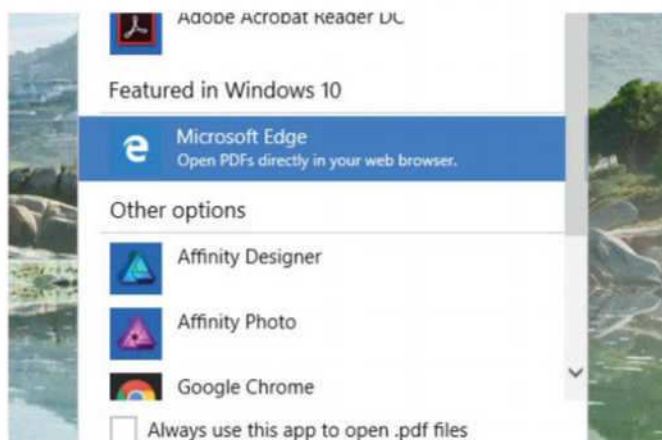 Adobe Acrobat Reader DC
Featured in Windows 10
Microsoft Edge
Open PDFs directly in your web browser.
Other options
Affinity Designer
Affinity Photo
Google Chrome
Always use this app to open .pdf files